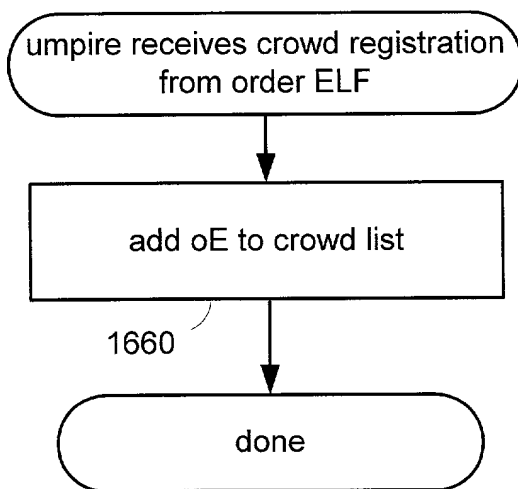 umpire receives crowd registration
from order ELF
add oE to crowd list
1660
done